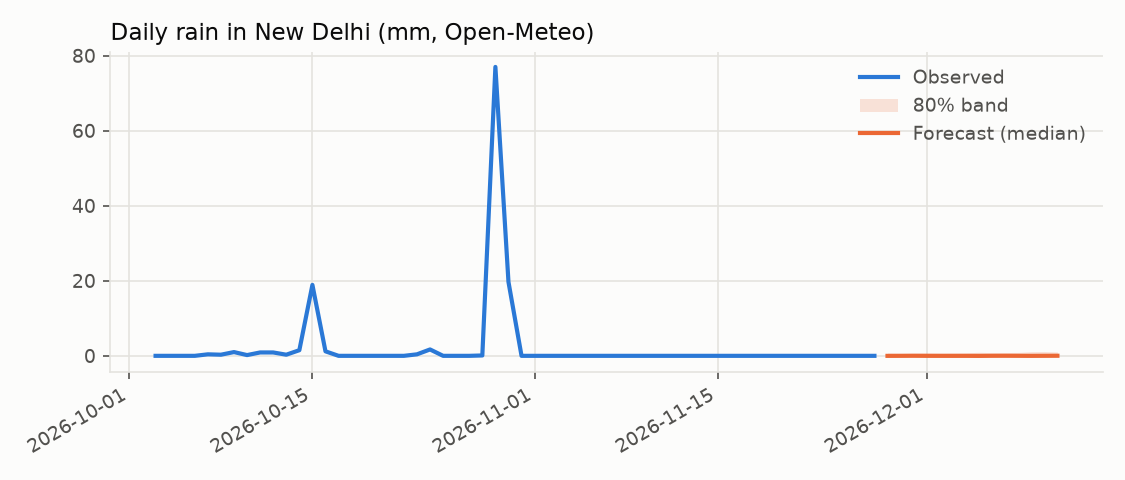 Daily rain in New Delhi (mm, Open-Meteo)
80
60
40
20
0
Observed
80% band
Forecast (median)
2026-10-01
2026-10-15
2026-11-01
2026-11-15
2026-12-01